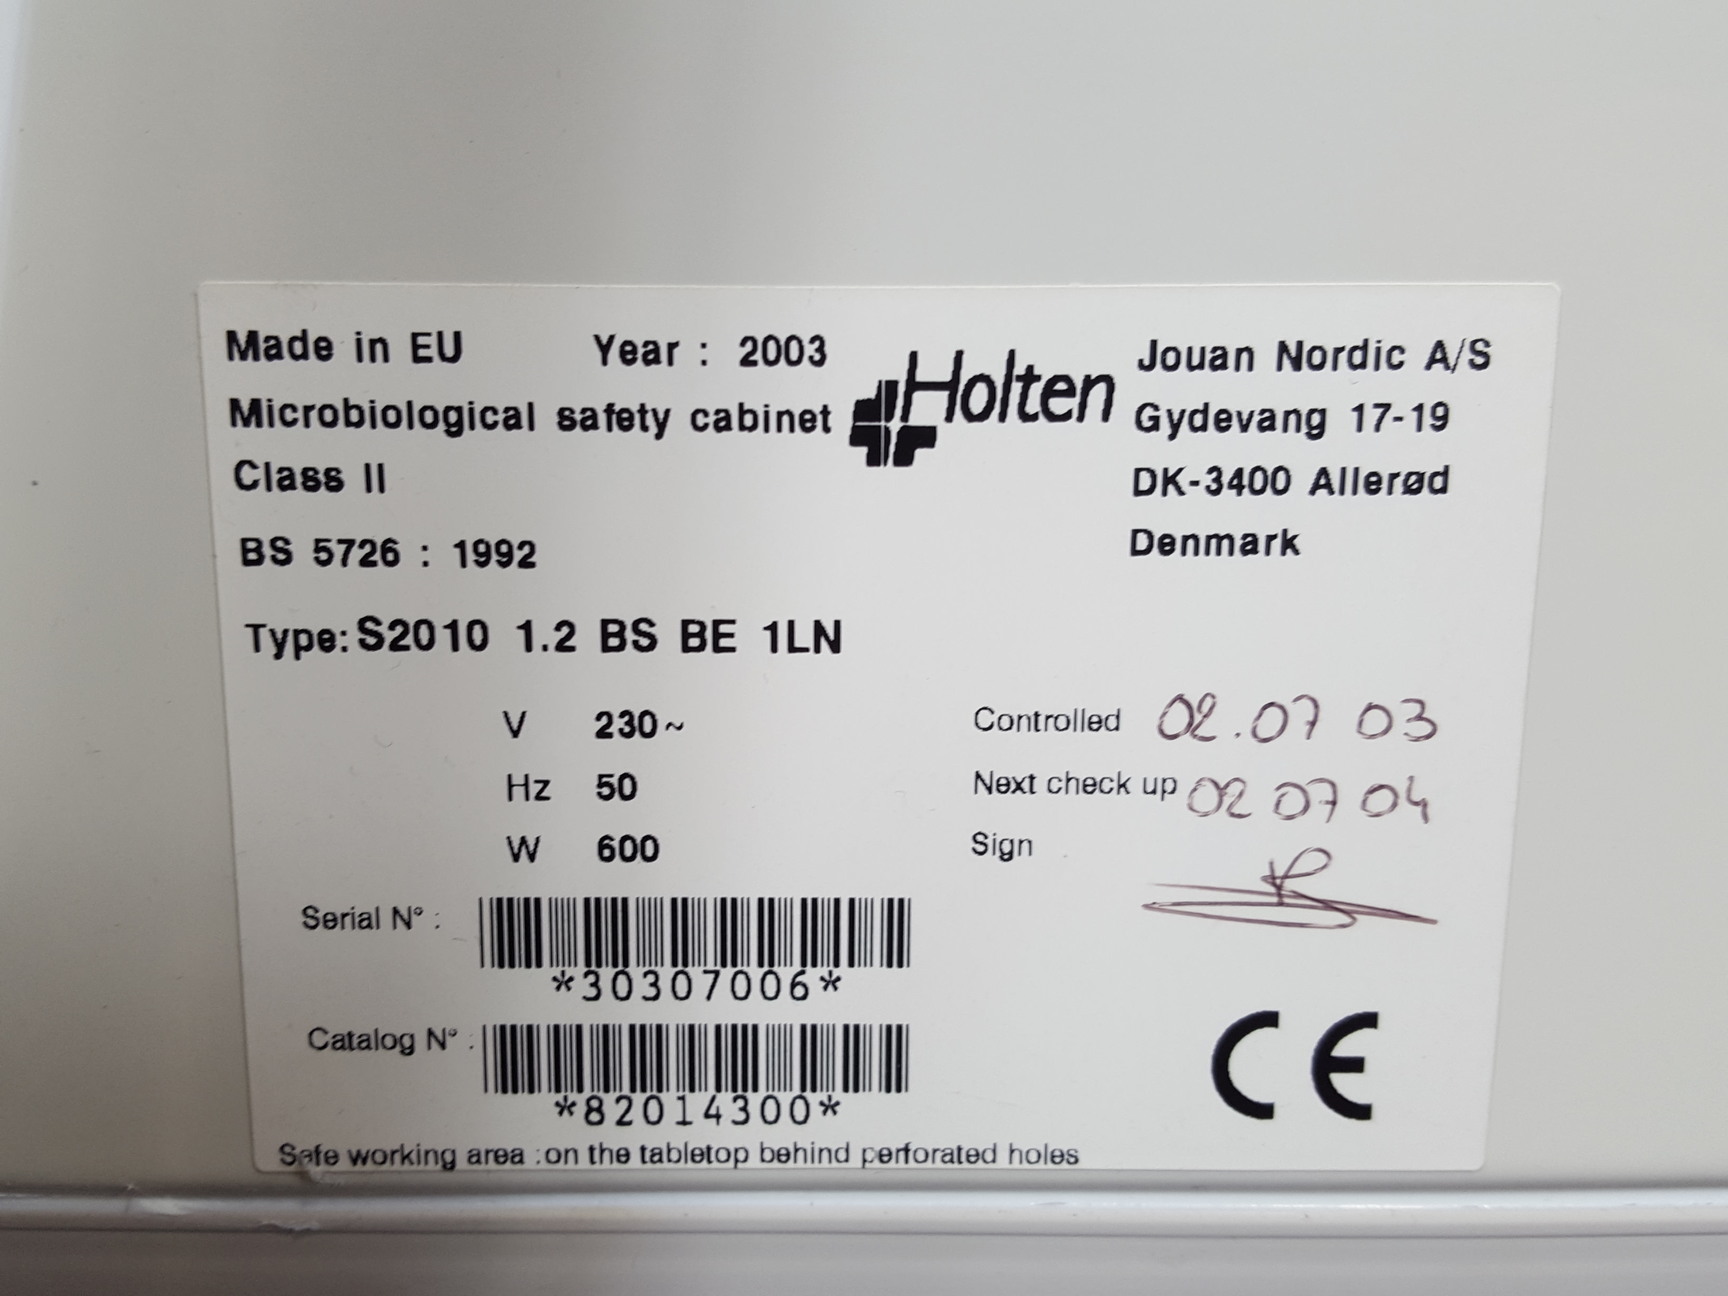 Made in EU Year : 2003
Microbiological safety cabinet
Class II
BS 5726 : 1992
Holten
Jouan Nordic A/S
Gydevang 17-19
DK-3400 Allerød
Denmark
Type: S2010 1.2 BS BE 1LN
V 230~
Hz 50
W 600
Controlled 02.07 03
Next check up 02 07 04
Sign
Serial N° :
*30307006*
Catalog N° :
*82014300*
CE
Safe working area :on the tabletop behind perforated holes